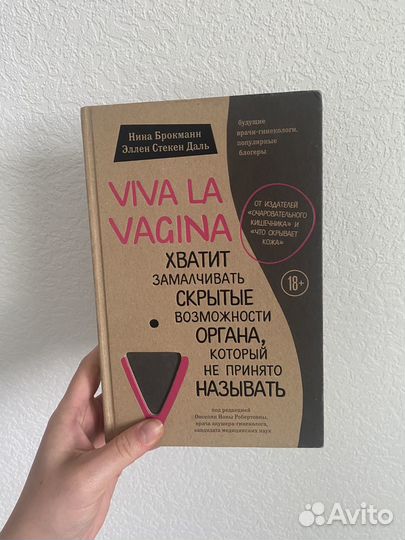 Нина Брокманн
Эллен Стекен Даль
будущие
врачи-гинекологи,
популярные
блогеры
VIVA LA
VAGINA
ОТ ИЗДАТЕЛЕЙ
«ОЧАРОВАТЕЛЬНОГО
КИШЕЧНИКА» И
«ЧТО СКРЫВАЕТ
КОЖА»
18+
ХВАТИТ
ЗАМАЛЧИВАТЬ
СКРЫТЫЕ
ВОЗМОЖНОСТИ
ОРГАНА,
КОТОРЫЙ
НЕ ПРИНЯТО
НАЗЫВАТЬ
под редакцией
Овсепян Нонны Робертовны,
врача акушера-гинеколога,
кандидата медицинских наук
Avito